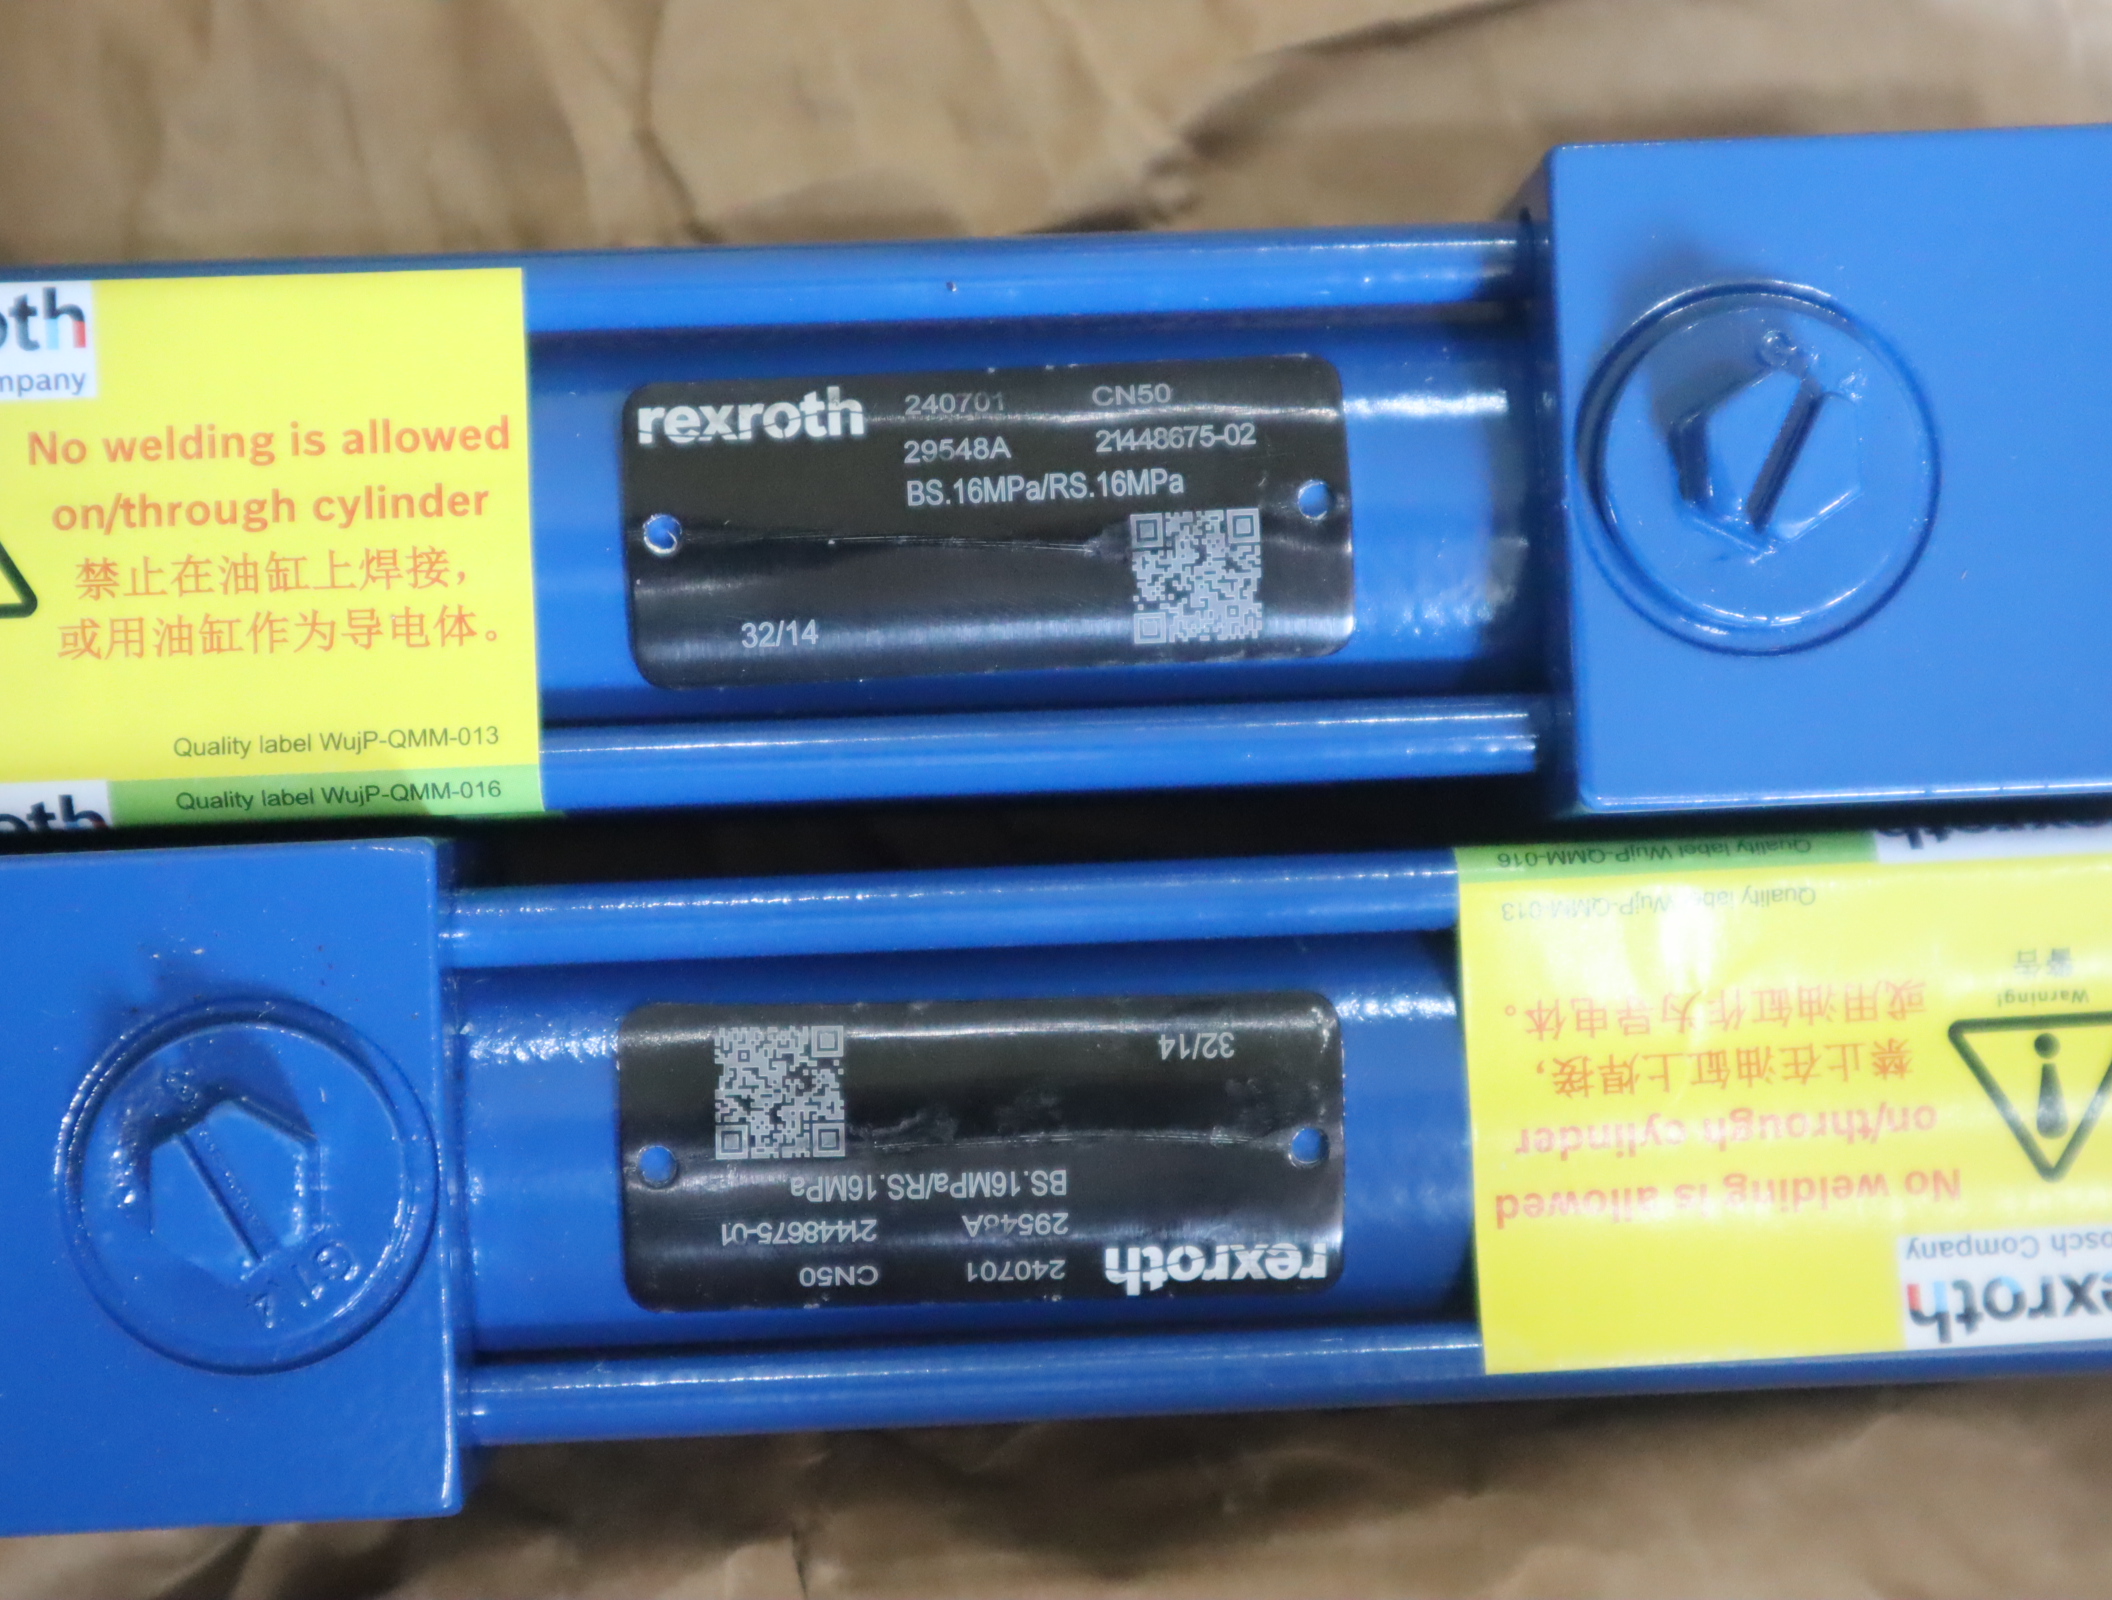 oth
mpany
No welding is allowed
on/through cylinder
禁止在油缸上焊接，
或用油缸作为导电体。
Quality label WujP-QMM-013
Quality label WujP-QMM-016
oth
rexroth 240701 CN50
29548A 21448675-02
BS.16MPa/RS.16MPa
32/14
rexroth 240701 CN50
29548A 21448675-01
BS.16MPa/RS.16MPa
32/14
G1/4
rexroth
osch Company
No welding is allowed
on/through cylinder
禁止在油缸上焊接，
或用油缸作为导电体。
Warning!
警告
Quality label WujP-QMM-013
Quality label WujP-QMM-016
exroth